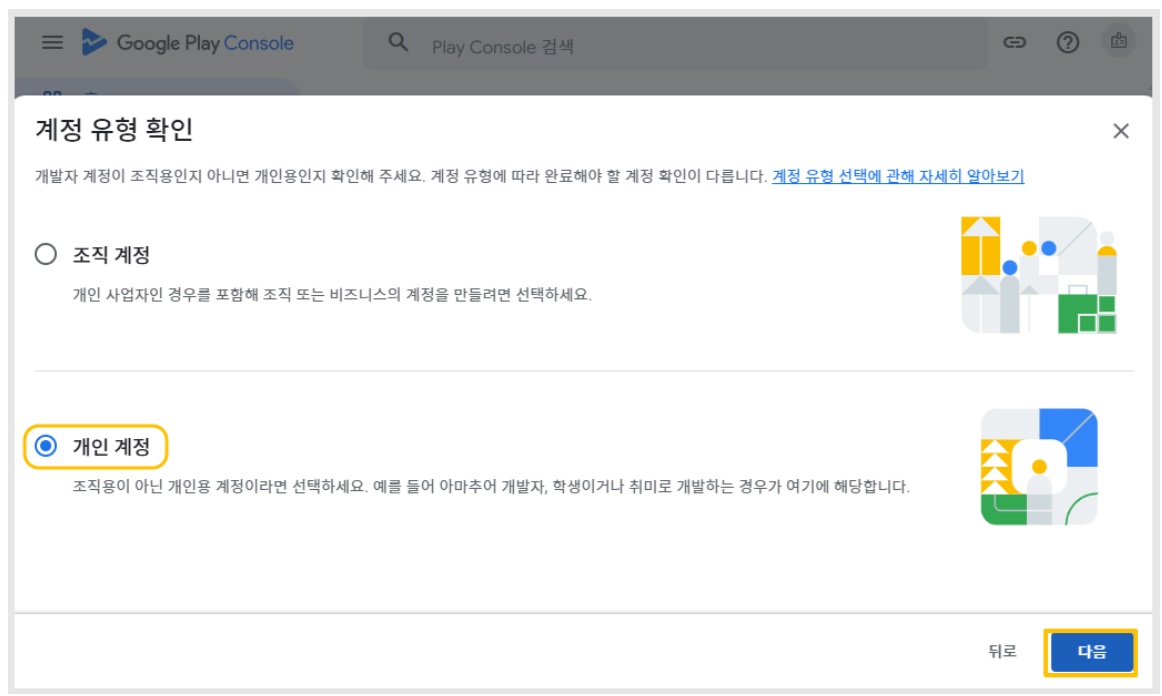 Google Play Console
Play Console 검색
계정 유형 확인
개발자 계정이 조직용인지 아니면 개인용인지 확인해 주세요. 계정 유형에 따라 완료해야 할 계정 확인이 다릅니다. 계정 유형 선택에 관해 자세히 알아보기
조직 계정
개인 사업자인 경우를 포함해 조직 또는 비즈니스의 계정을 만들려면 선택하세요.
개인 계정
조직용이 아닌 개인용 계정이라면 선택하세요. 예를 들어 아마추어 개발자, 학생이거나 취미로 개발하는 경우가 여기에 해당합니다.
뒤로
다음